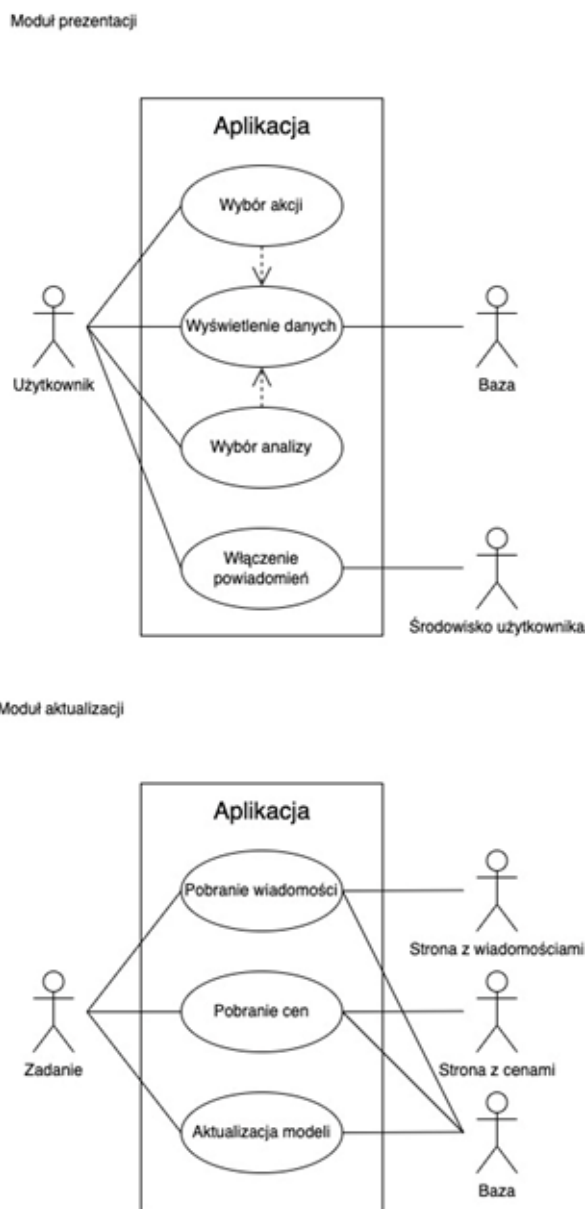 Moduł prezentacji
Aplikacja
Wybór akcji
Wyświetlenie danych
Użytkownik
Baza
Wybór analizy
Włączenie
powiadomień
Środowisko użytkownika
Moduł aktualizacji
Aplikacja
Pobranie wiadomości
Strona z wiadomościami
Pobranie cen
Zadanie
Strona z cenami
Aktualizacja modeli
Baza